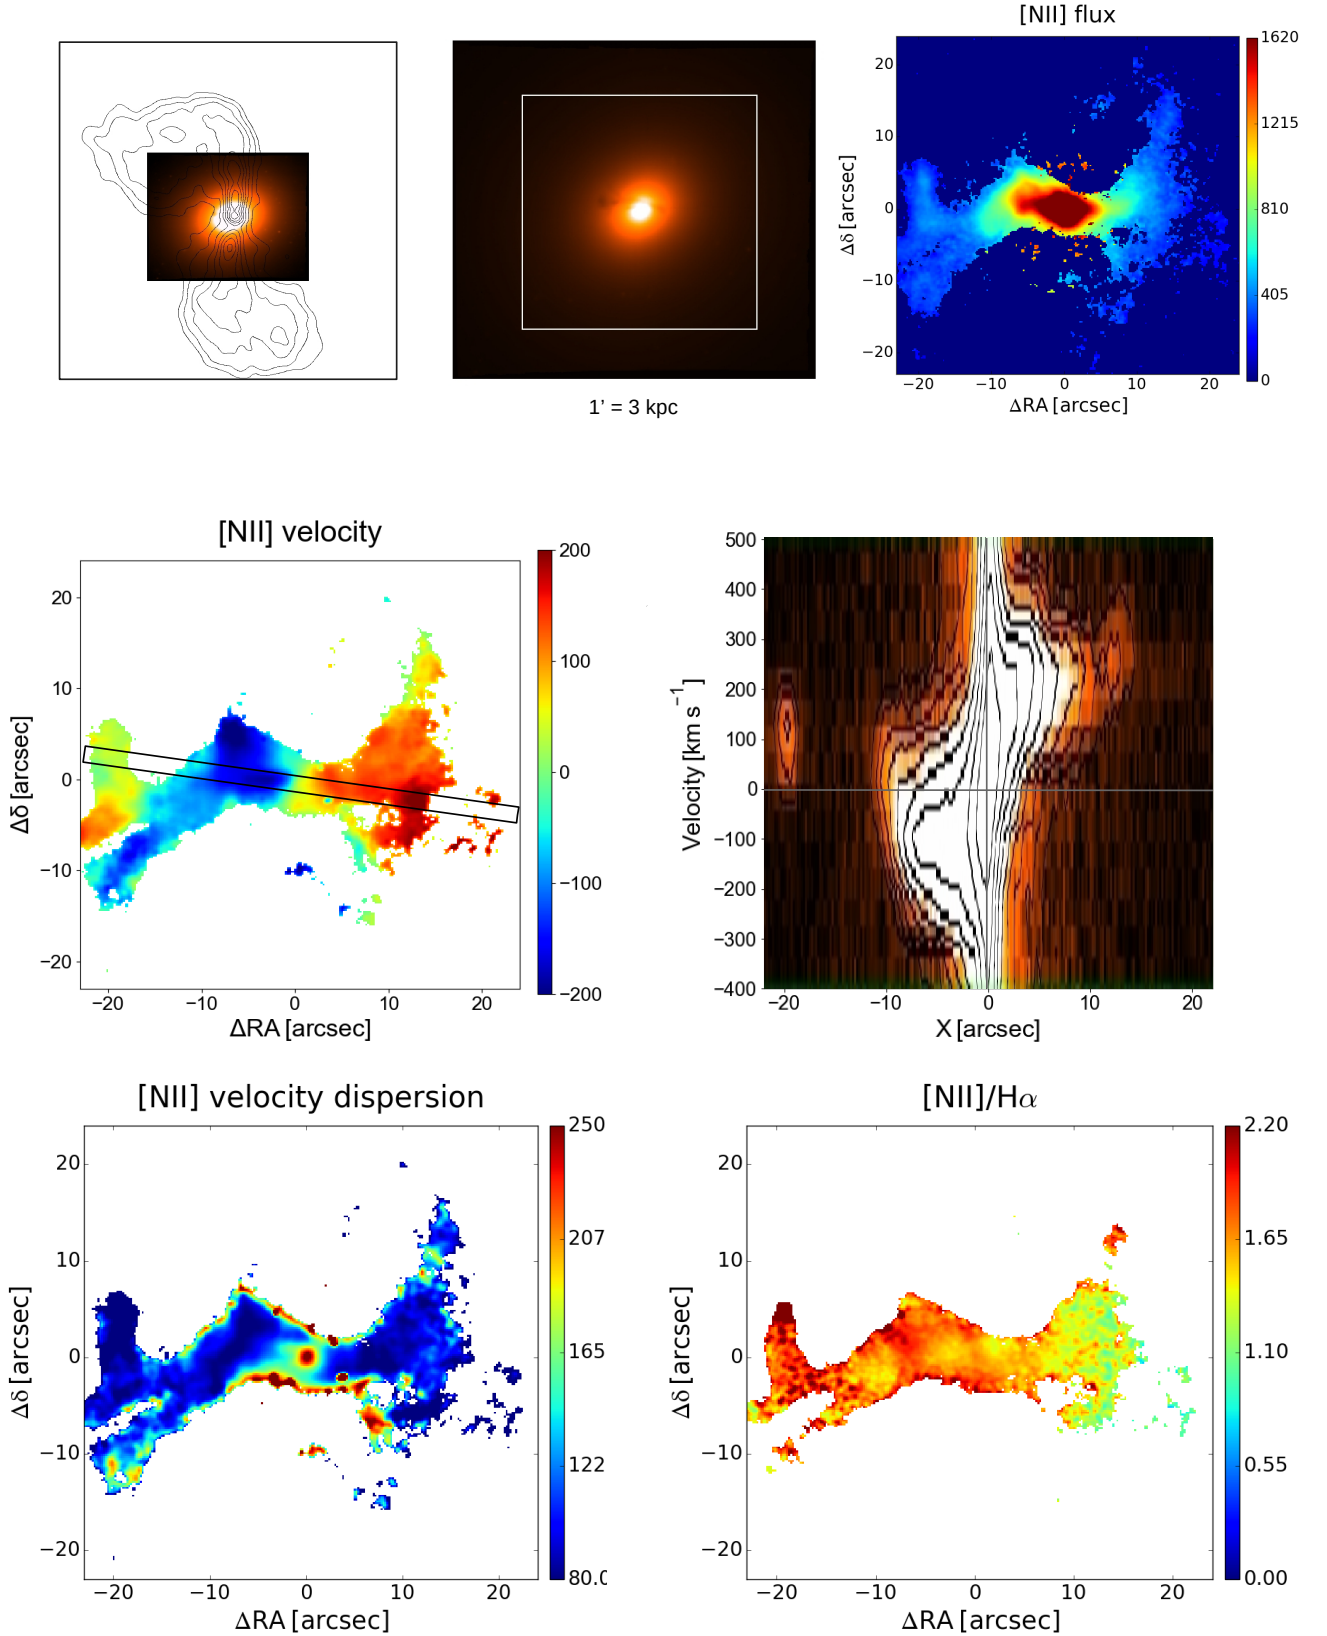 [NII] flux
Δδ [arcsec]
20
10
0
−10
−20
−20 −10 0 10 20
ΔRA [arcsec]
1620
1215
810
405
0
1’ = 3 kpc
[NII] velocity
Δδ [arcsec]
20
10
0
−10
−20
−20 −10 0 10 20
ΔRA [arcsec]
200
100
0
−100
−200
Velocity [km s⁻¹]
500
400
300
200
100
0
−100
−200
−300
−400
−20 −10 0 10 20
X [arcsec]
[NII] velocity dispersion
Δδ [arcsec]
20
10
0
−10
−20
−20 −10 0 10 20
ΔRA [arcsec]
250
207
165
122
80.0
[NII]/Hα
Δδ [arcsec]
20
10
0
−10
−20
−20 −10 0 10 20
ΔRA [arcsec]
2.20
1.65
1.10
0.55
0.00